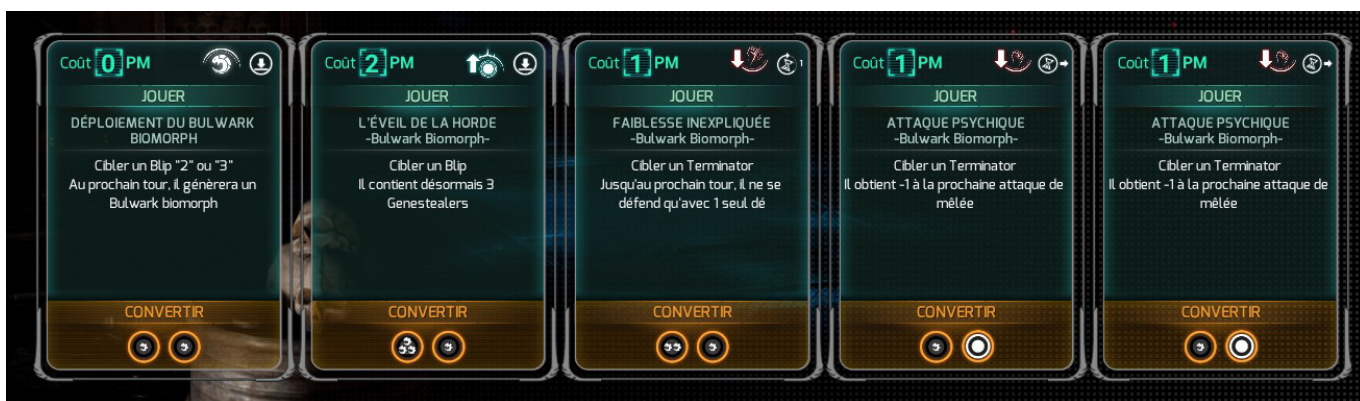 Coût 0 PM
JOUER
DÉPLOIEMENT DU BULWARK
BIOMORPH
Cibler un Blip "2" ou "3"
Au prochain tour, il génèrera un
Bulwark biomorph
CONVERTIR
Coût 2 PM
JOUER
L'ÉVEIL DE LA HORDE
-Bulwark Biomorph-
Cibler un Blip
Il contient désormais 3
Genestealers
CONVERTIR
Coût 1 PM
1
JOUER
FAIBLESSE INEXPLIQUÉE
-Bulwark Biomorph-
Cibler un Terminator
Jusqu'au prochain tour, il ne se
défend qu'avec 1 seul dé
CONVERTIR
Coût 1 PM
JOUER
ATTAQUE PSYCHIQUE
-Bulwark Biomorph-
Cibler un Terminator
Il obtient -1 à la prochaine attaque de
mêlée
CONVERTIR
Coût 1 PM
JOUER
ATTAQUE PSYCHIQUE
-Bulwark Biomorph-
Cibler un Terminator
Il obtient -1 à la prochaine attaque de
mêlée
CONVERTIR